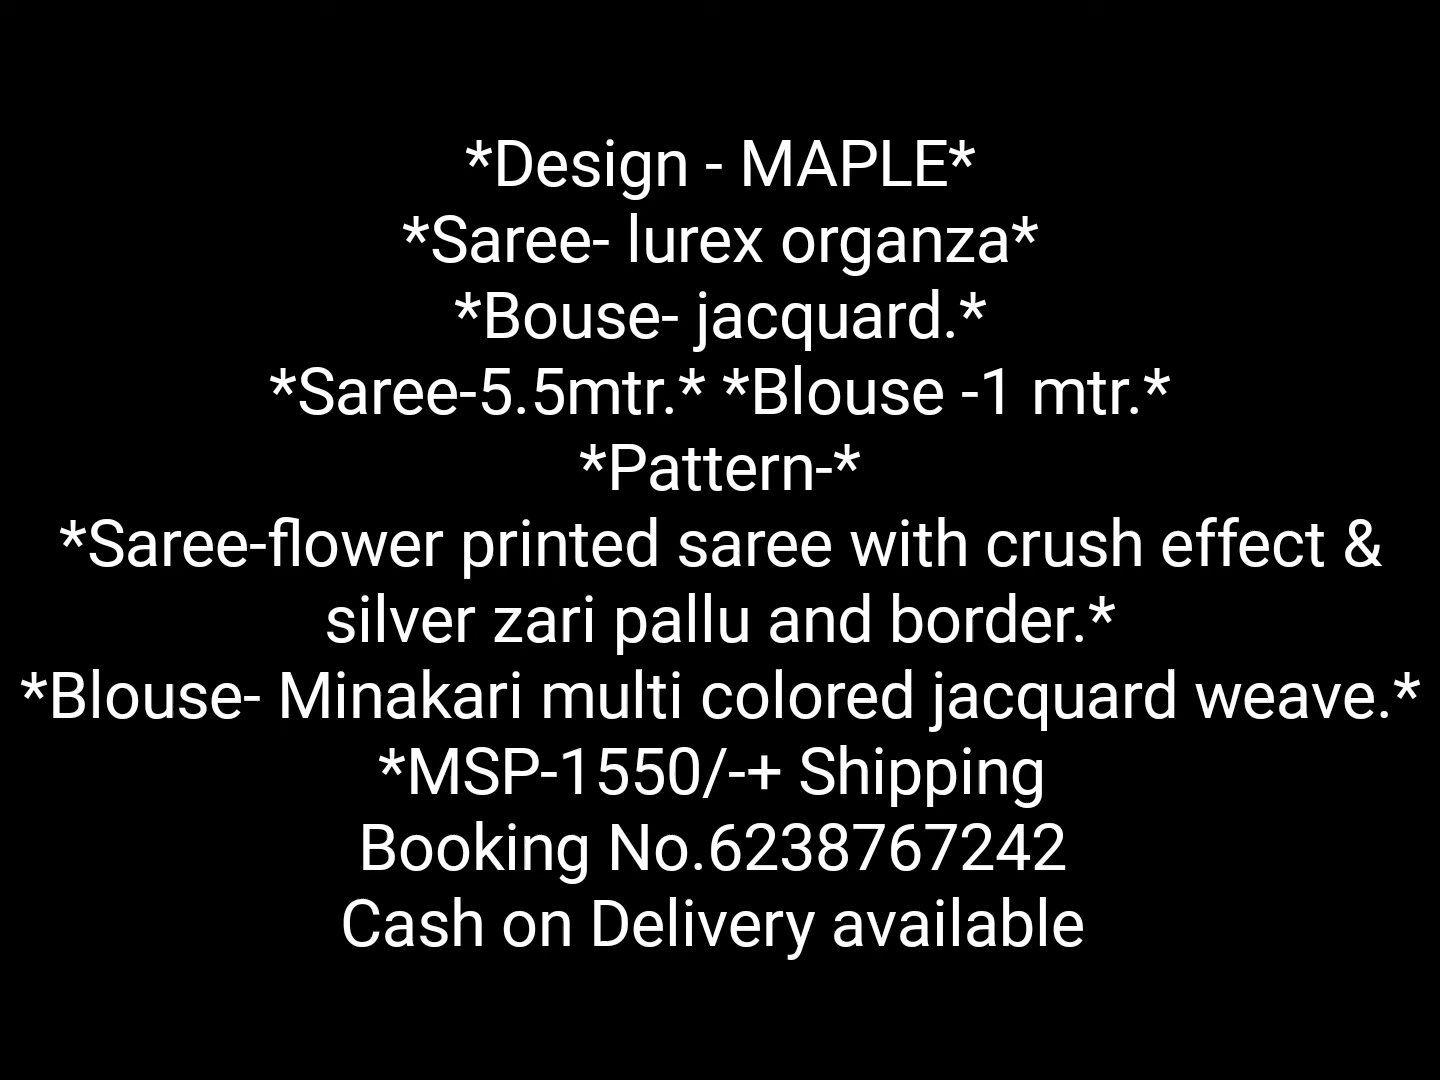 *Design - MAPLE*
*Saree- lurex organza*
*Bouse- jacquard.*
*Saree-5.5mtr.* *Blouse -1 mtr.*
*Pattern-*
*Saree-flower printed saree with crush effect &
silver zari pallu and border.*
*Blouse- Minakari multi colored jacquard weave.*
*MSP-1550/-+ Shipping
Booking No.6238767242
Cash on Delivery available